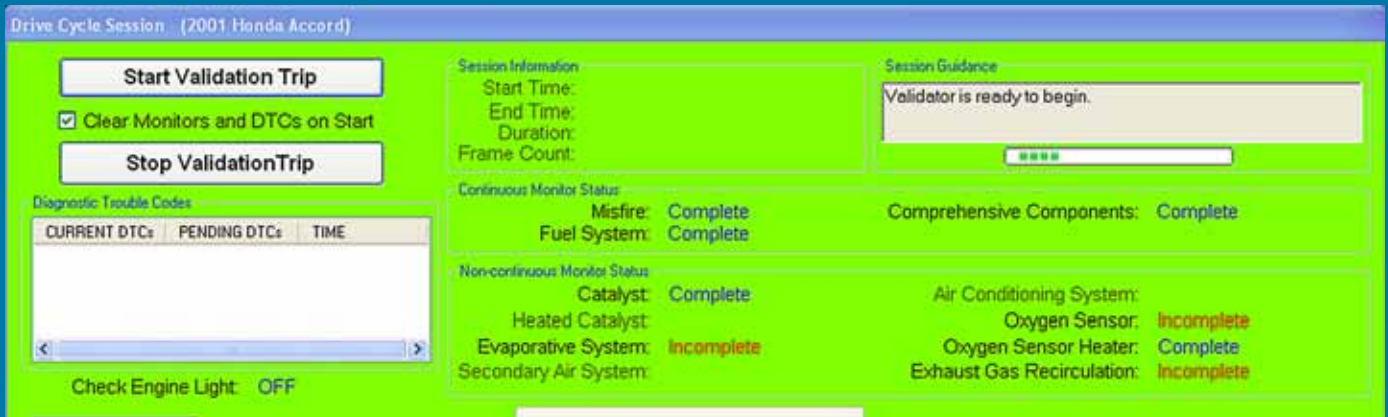 Drive Cycle Session (2001 Honda Accord)
Start Validation Trip
Clear Monitors and DTCs on Start
Stop ValidationTrip
Diagnostic Trouble Codes
CURRENT DTCs PENDING DTCs TIME
Check Engine Light: OFF
Session Information
Start Time:
End Time:
Duration:
Frame Count:
Session Guidance
Validator is ready to begin.
Continuous Monitor Status
Misfire: Complete
Fuel System: Complete
Comprehensive Components: Complete
Non-continuous Monitor Status
Catalyst: Complete
Heated Catalyst:
Evaporative System: Incomplete
Secondary Air System:
Air Conditioning System:
Oxygen Sensor: Incomplete
Oxygen Sensor Heater: Complete
Exhaust Gas Recirculation: Incomplete